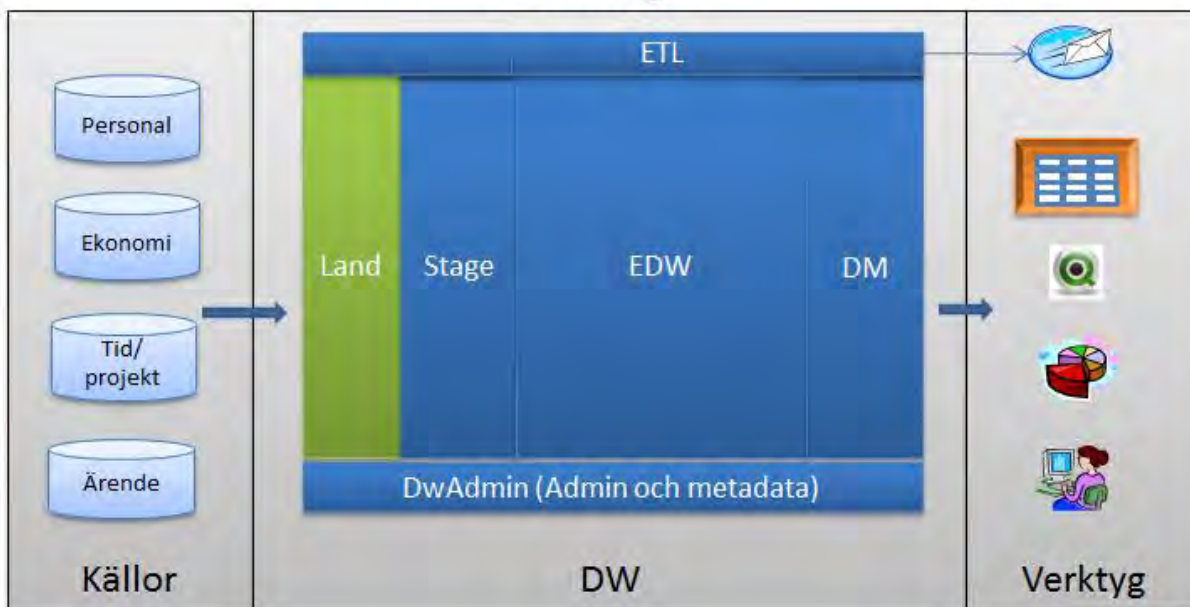 Personal
Ekonomi
Tid/
projekt
Ärende
Källor
ETL
Land
Stage
EDW
DM
DwAdmin (Admin och metadata)
DW
Verktyg